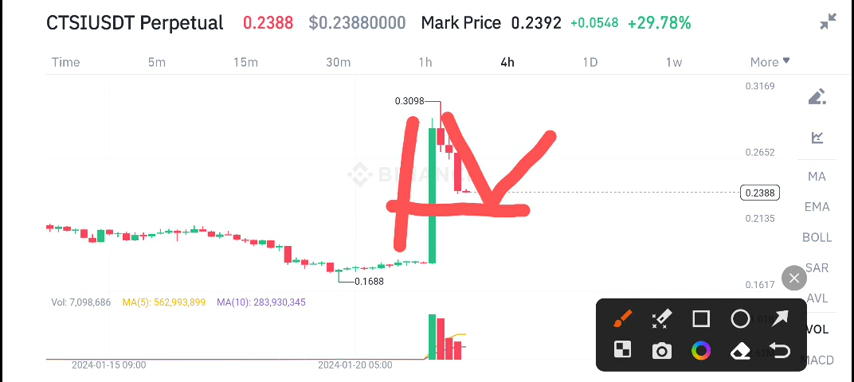 CTSIUSDT Perpetual 0.2388 $0.23880000 Mark Price 0.2392 +0.0548 +29.78%
Time 5m 15m 30m 1h 4h 1D 1w More
0.3169
0.3098
0.2652
MA
0.2388
EMA
0.2135
BOLL
SAR
0.1688
0.1617
AVL
Vol: 7,098,686 MA(5): 562,993,899 MA(10): 283,930,345
VOL
MACD
2024-01-15 09:00 2024-01-20 05:00